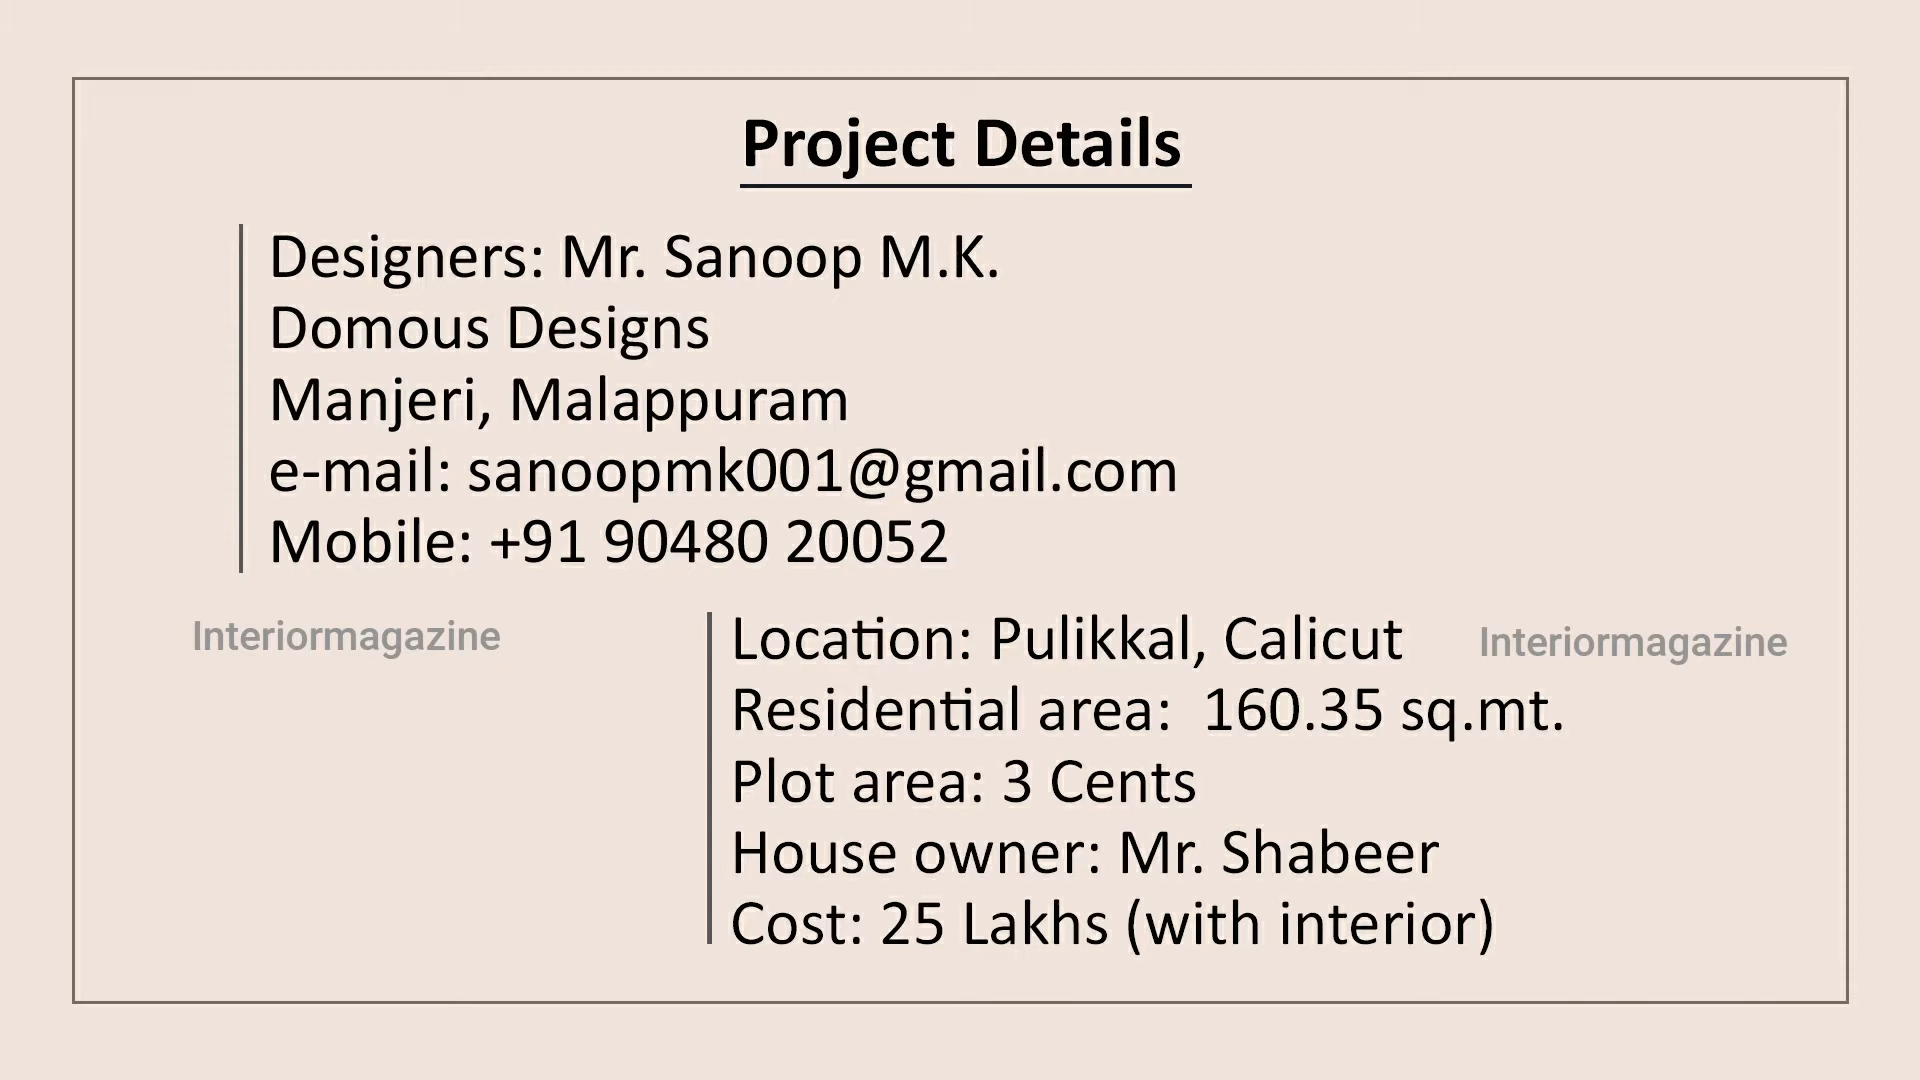 Project Details
Designers: Mr. Sanoop M.K.
Domous Designs
Manjeri, Malappuram
e-mail: sanoopmk001@gmail.com
Mobile: +91 90480 20052
Interiormagazine
Location: Pulikkal, Calicut
Interiormagazine
Residential area:  160.35 sq.mt.
Plot area: 3 Cents
House owner: Mr. Shabeer
Cost: 25 Lakhs (with interior)